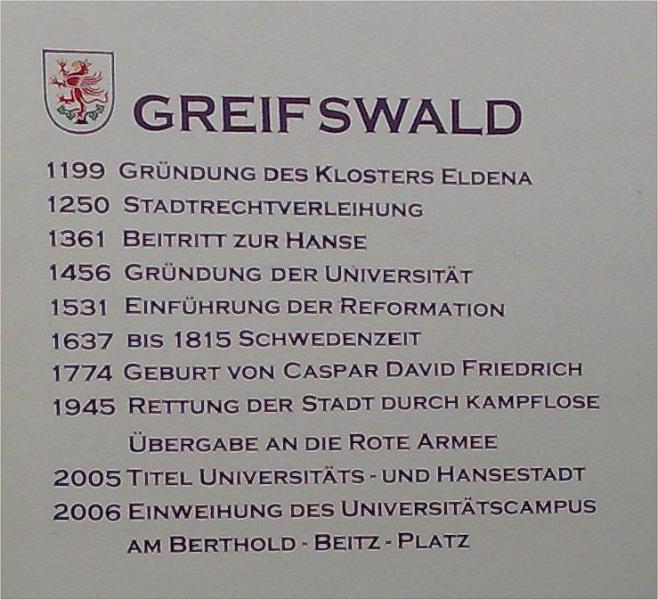 GREIFSWALD
1199 GRÜNDUNG DES KLOSTERS ELDENA
1250 STADTRECHTVERLEIHUNG
1361 BEITRITT ZUR HANSE
1456 GRÜNDUNG DER UNIVERSITÄT
1531 EINFÜHRUNG DER REFORMATION
1637 BIS 1815 SCHWEDENZEIT
1774 GEBURT VON CASPAR DAVID FRIEDRICH
1945 RETTUNG DER STADT DURCH KAMPFLOSE
ÜBERGABE AN DIE ROTE ARMEE
2005 TITEL UNIVERSITÄTS - UND HANSESTADT
2006 EINWEIHUNG DES UNIVERSITÄTSCAMPUS
AM BERTHOLD - BEITZ - PLATZ